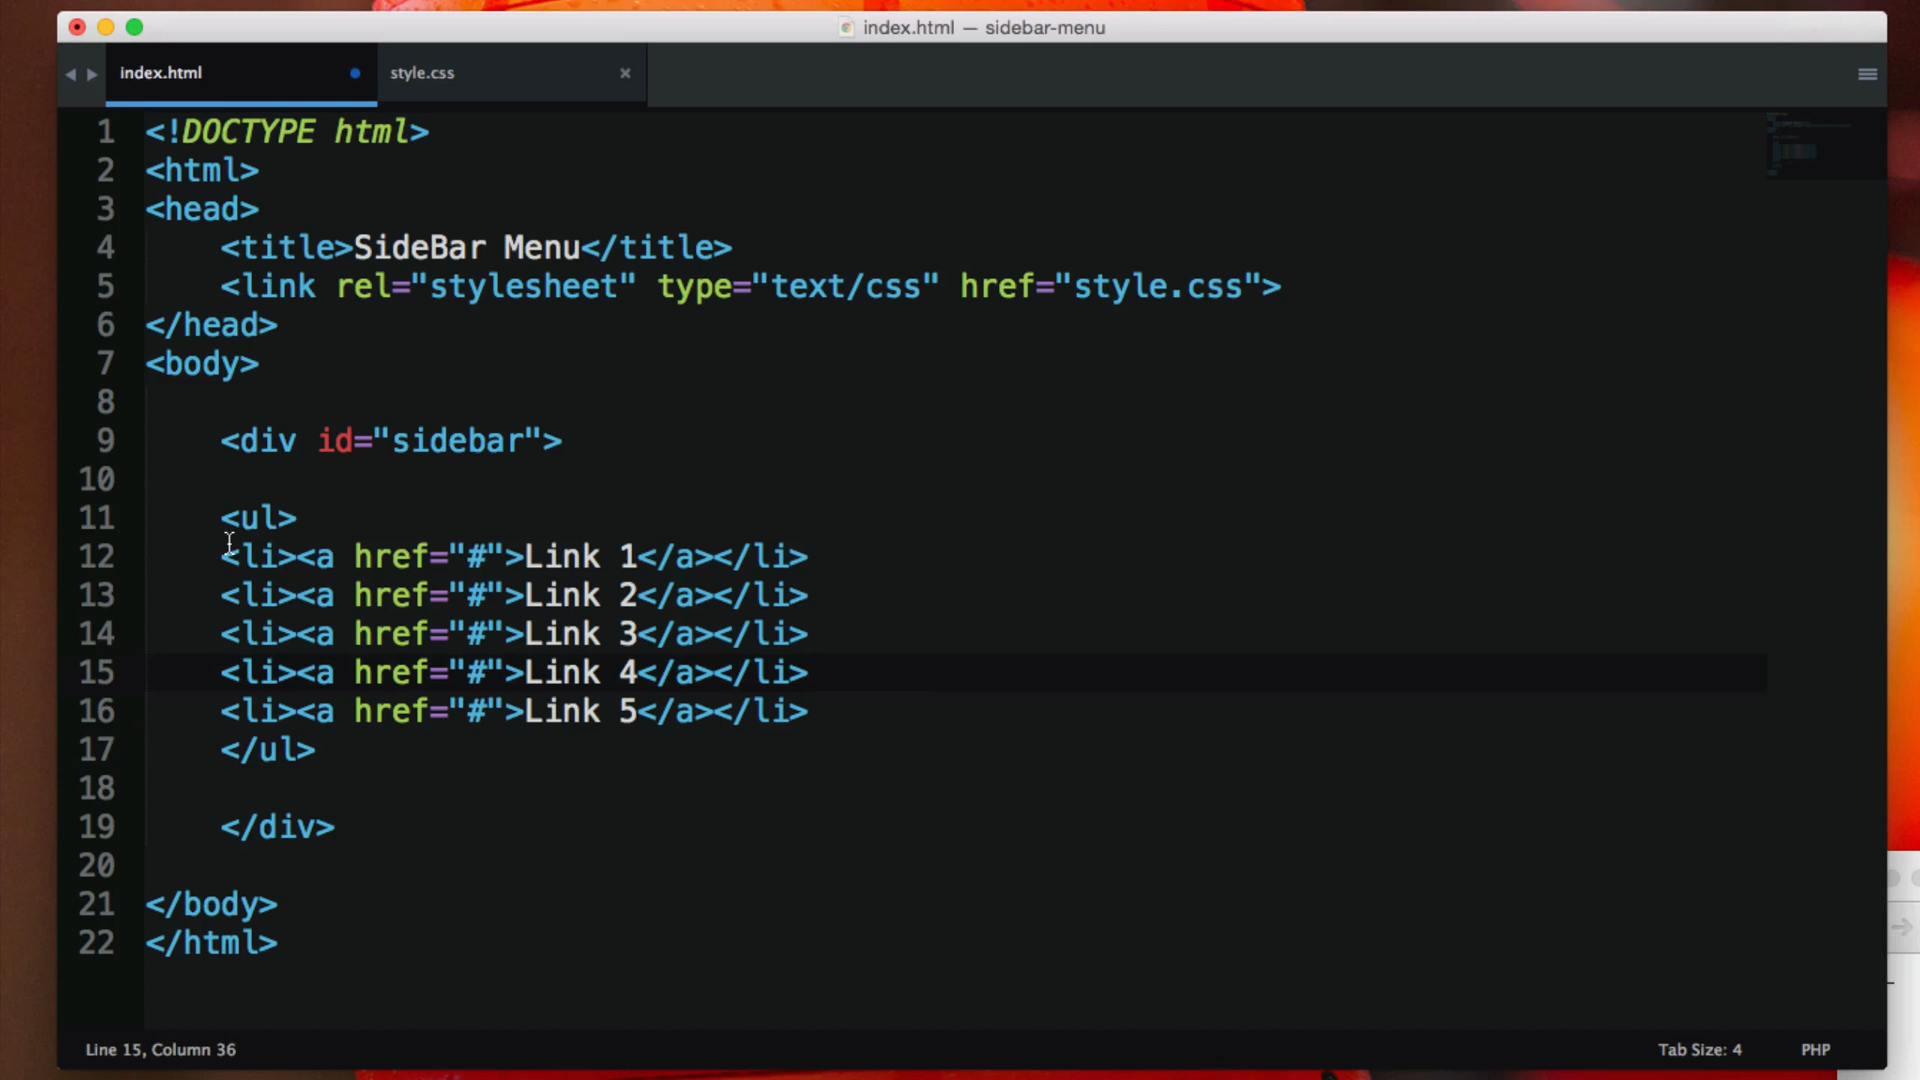 index.html — sidebar-menu
index.html style.css
1 <!DOCTYPE html>
2 <html>
3 <head>
4 <title>SideBar Menu</title>
5 <link rel="stylesheet" type="text/css" href="style.css">
6 </head>
7 <body>
8
9 <div id="sidebar">
10
11 <ul>
12 <li><a href="#">Link 1</a></li>
13 <li><a href="#">Link 2</a></li>
14 <li><a href="#">Link 3</a></li>
15 <li><a href="#">Link 4</a></li>
16 <li><a href="#">Link 5</a></li>
17 </ul>
18
19 </div>
20
21 </body>
22 </html>
Line 15, Column 36 Tab Size: 4 PHP